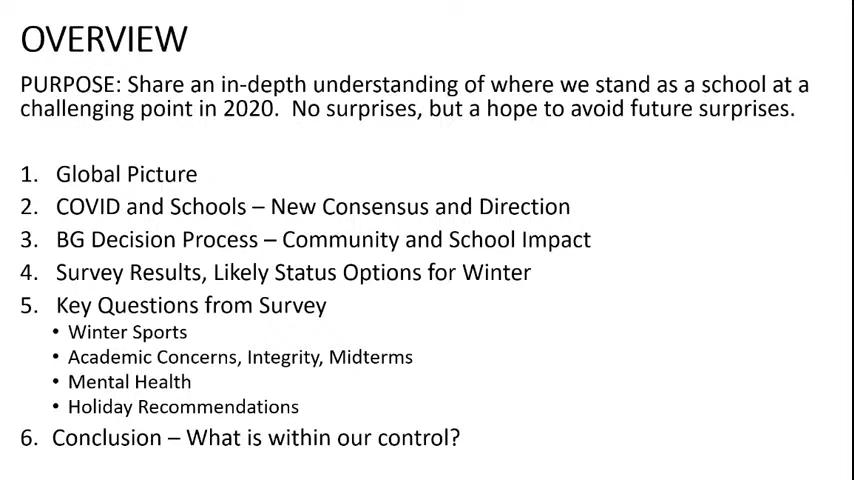 OVERVIEW
PURPOSE: Share an in-depth understanding of where we stand as a school at a
challenging point in 2020.  No surprises, but a hope to avoid future surprises.
1. Global Picture
2. COVID and Schools – New Consensus and Direction
3. BG Decision Process – Community and School Impact
4. Survey Results, Likely Status Options for Winter
5. Key Questions from Survey
• Winter Sports
• Academic Concerns, Integrity, Midterms
• Mental Health
• Holiday Recommendations
6. Conclusion – What is within our control?